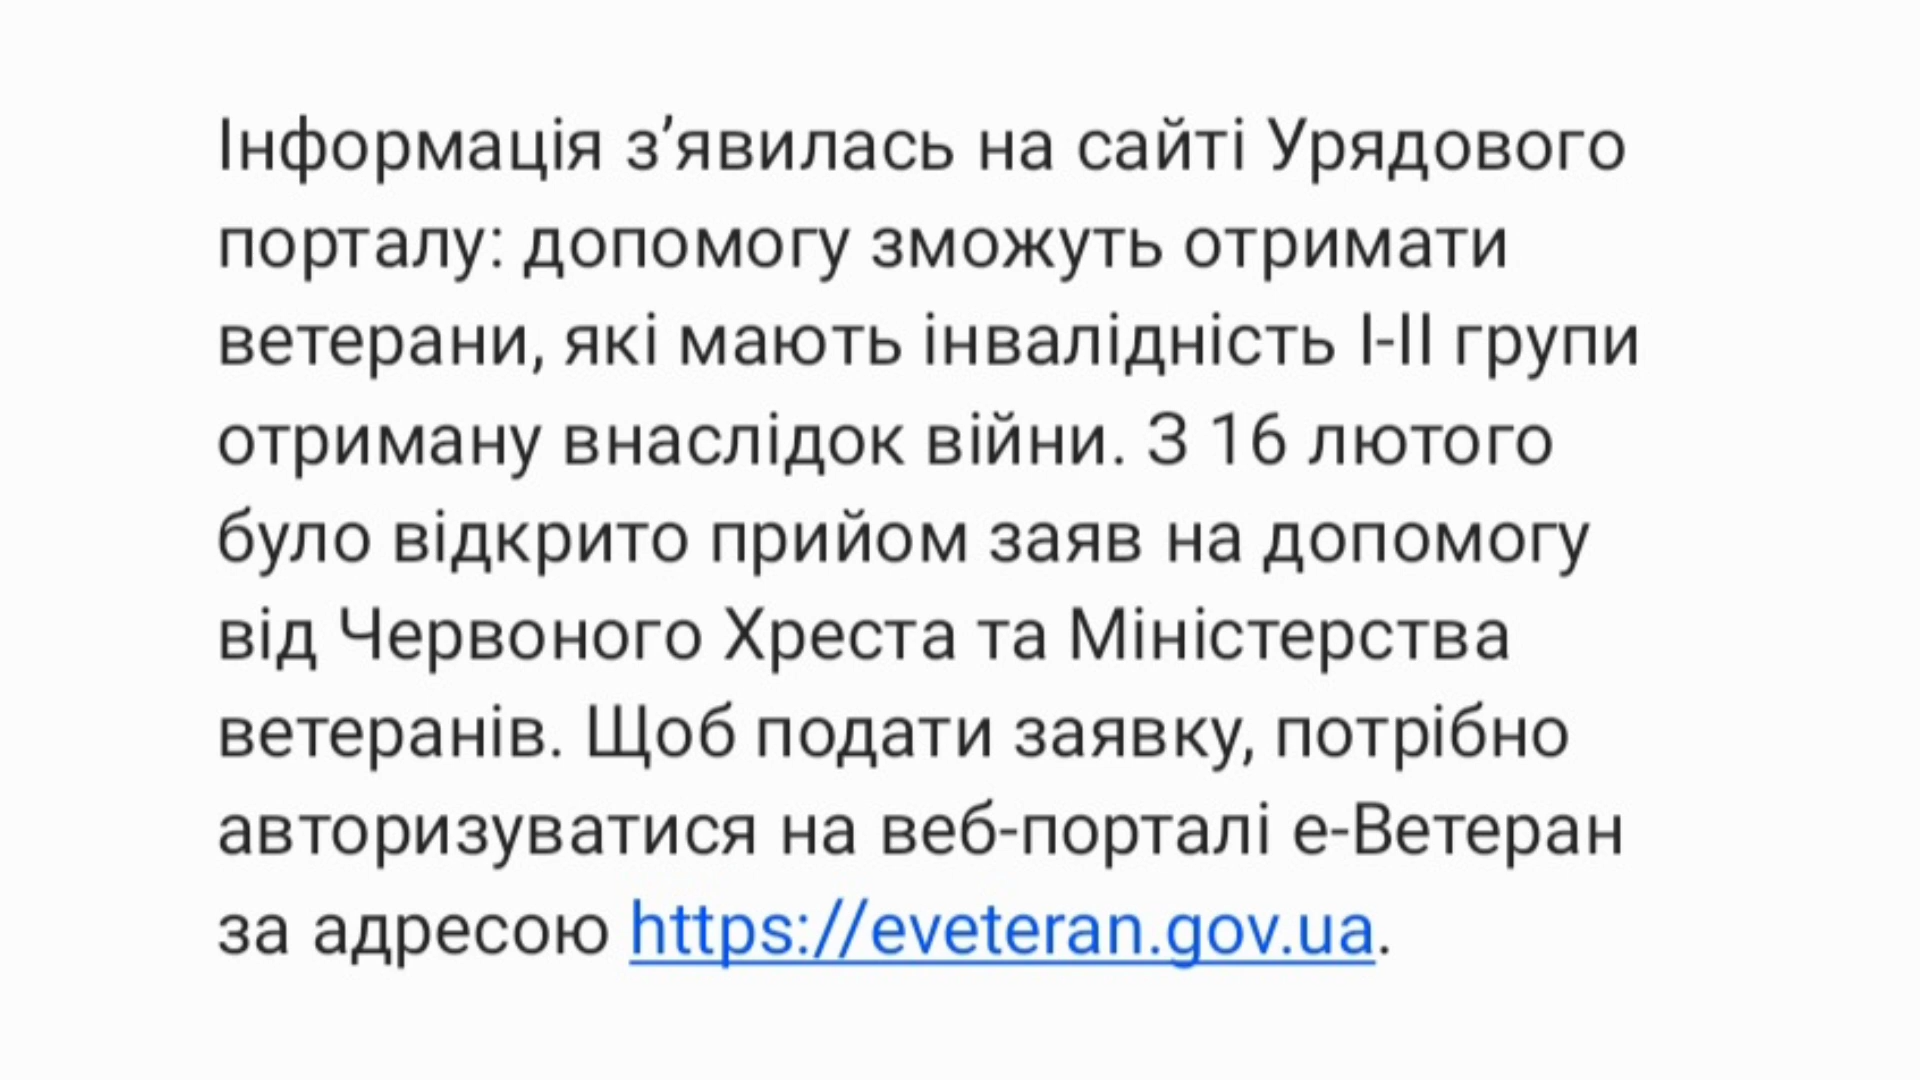 Інформація з’явилась на сайті Урядового
порталу: допомогу зможуть отримати
ветерани, які мають інвалідність І-ІІ групи
отриману внаслідок війни. З 16 лютого
було відкрито прийом заяв на допомогу
від Червоного Хреста та Міністерства
ветеранів. Щоб подати заявку, потрібно
авторизуватися на веб-порталі е-Ветеран
за адресою https://eveteran.gov.ua.